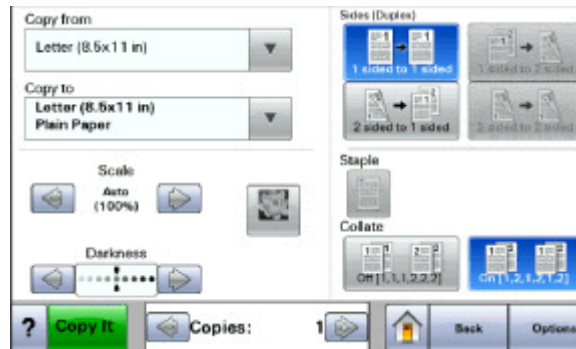 Copy from
Letter (8.5x11 in)
Copy to
Letter (8.5x11 in)
Plain Paper
Scale
Auto
(100%)
Darkness
Sides (Duplex)
1 sided to 1 sided
1 sided to 2 sided
2 sided to 1 sided
2 sided to 2 sided
Staple
Collate
Off [1,1,1,2,2,2]
On [1,2,1,2,1,2]
? Copy It
Copies: 1
Back
Options